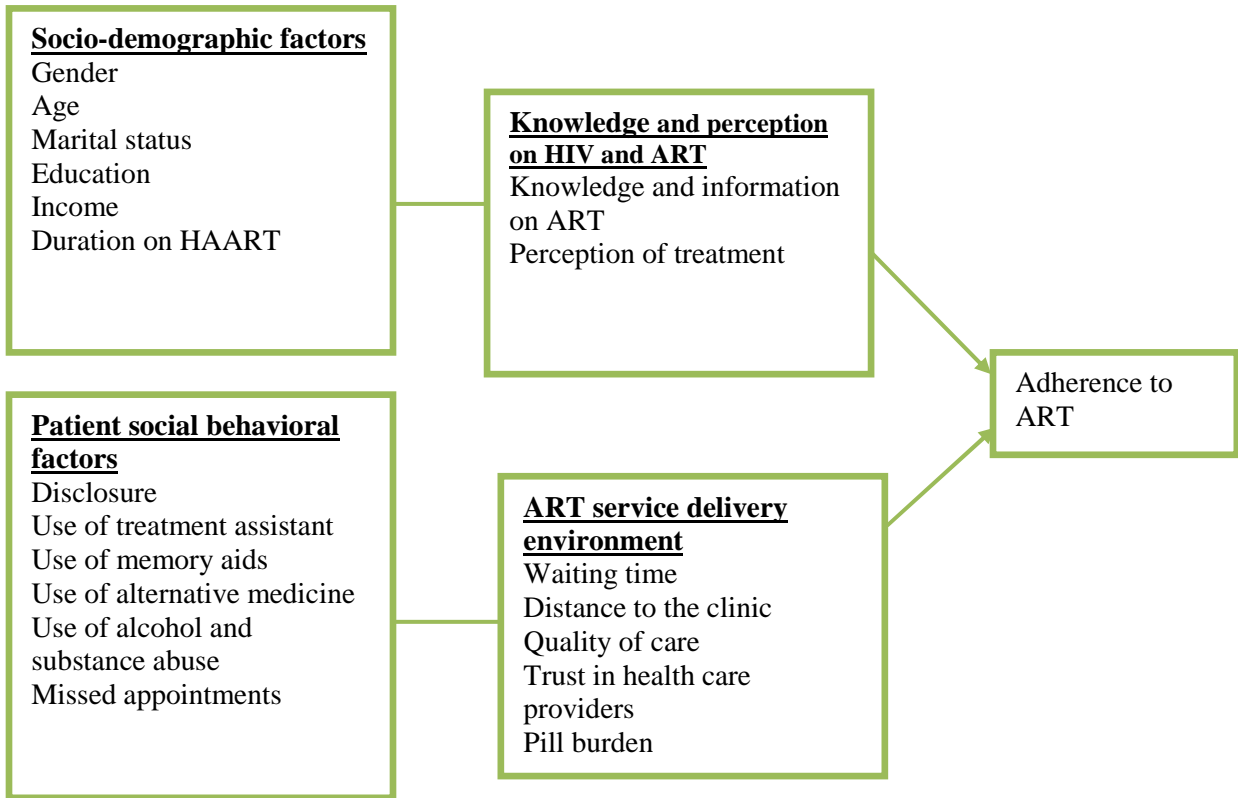 Socio-demographic factors
Gender
Age
Marital status
Education
Income
Duration on HAART
Knowledge and perception
on HIV and ART
Knowledge and information
on ART
Perception of treatment
Patient social behavioral
factors
Disclosure
Use of treatment assistant
Use of memory aids
Use of alternative medicine
Use of alcohol and
substance abuse
Missed appointments
ART service delivery
environment
Waiting time
Distance to the clinic
Quality of care
Trust in health care
providers
Pill burden
Adherence to
ART